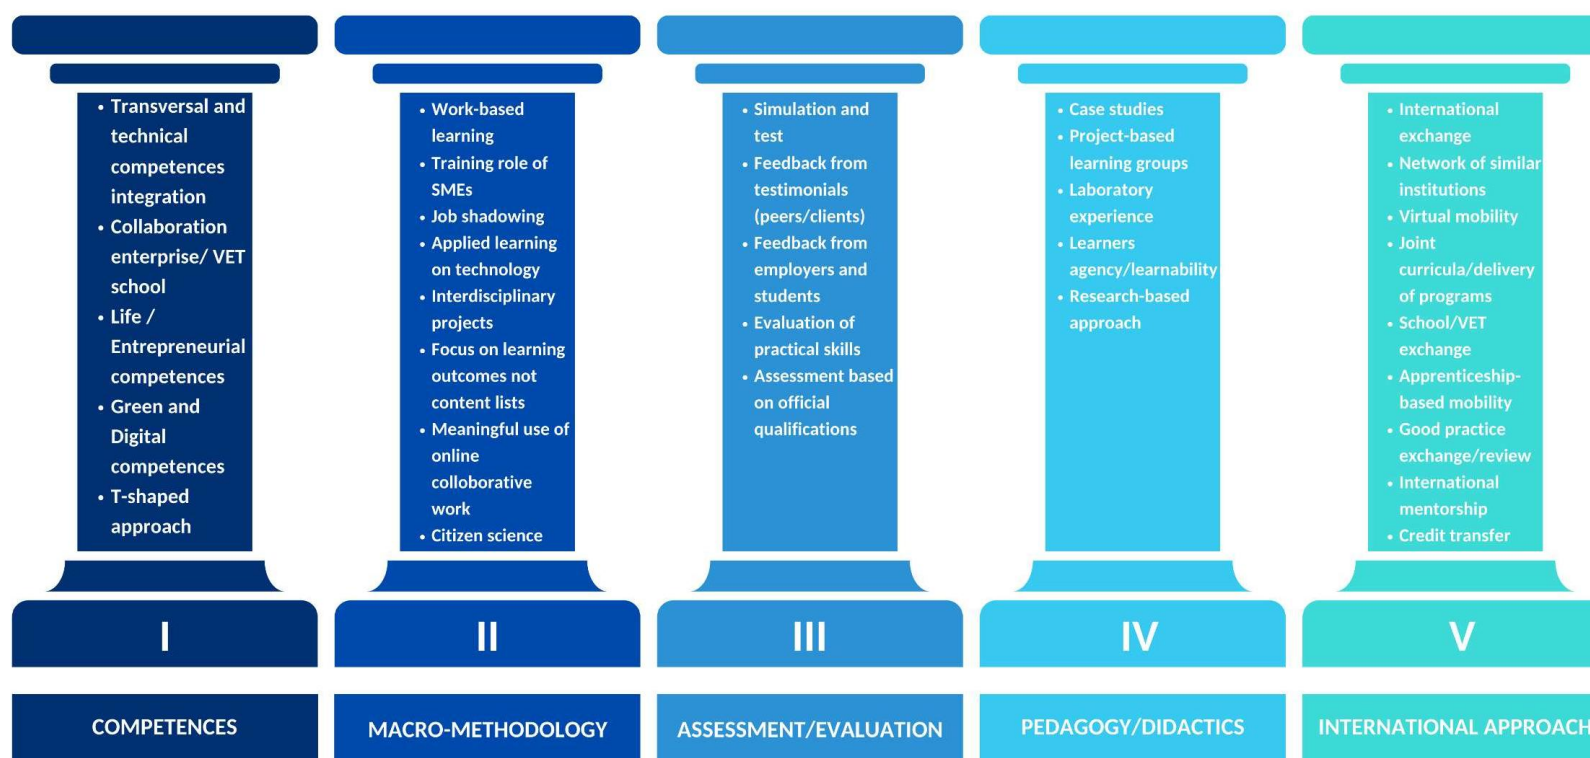 • Transversal and
technical
competences
integration
• Collaboration
enterprise/ VET
school
• Life /
Entrepreneurial
competences
• Green and
Digital
competences
• T-shaped
approach
I
COMPETENCES
• Work-based
learning
• Training role of
SMEs
• Job shadowing
• Applied learning
on technology
• Interdisciplinary
projects
• Focus on learning
outcomes not
content lists
• Meaningful use of
online
colloborative
work
• Citizen science
II
MACRO-METHODOLOGY
• Simulation and
test
• Feedback from
testimonials
(peers/clients)
• Feedback from
employers and
students
• Evaluation of
practical skills
• Assessment based
on official
qualifications
III
ASSESSMENT/EVALUATION
• Case studies
• Project-based
learning groups
• Laboratory
experience
• Learners
agency/learnability
• Research-based
approach
IV
PEDAGOGY/DIDACTICS
• International
exchange
• Network of similar
institutions
• Virtual mobility
• Joint
curricula/delivery
of programs
• School/VET
exchange
• Apprenticeship-
based mobility
• Good practice
exchange/review
• International
mentorship
• Credit transfer
V
INTERNATIONAL APPROACH